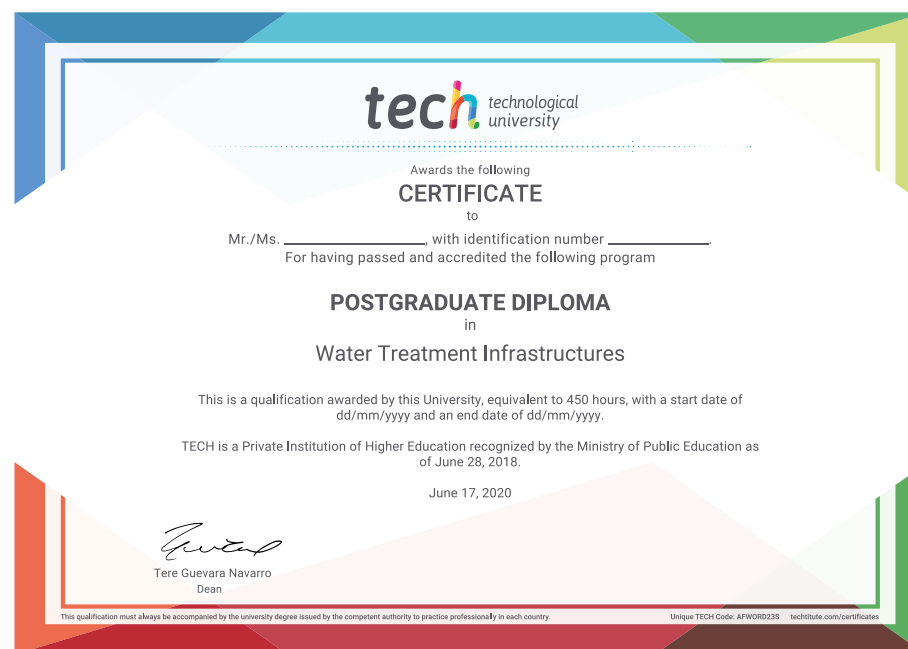 tech technological
university
Awards the following
CERTIFICATE
to
Mr./Ms. ____________________, with identification number ______________.
For having passed and accredited the following program
POSTGRADUATE DIPLOMA
in
Water Treatment Infrastructures
This is a qualification awarded by this University, equivalent to 450 hours, with a start date of
dd/mm/yyyy and an end date of dd/mm/yyyy.
TECH is a Private Institution of Higher Education recognized by the Ministry of Public Education as
of June 28, 2018.
June 17, 2020
Tere Guevara Navarro
Dean
This qualification must always be accompanied by the university degree issued by the competent authority to practice professionally in each country.
Unique TECH Code: AFWORD23S techtitute.com/certificates